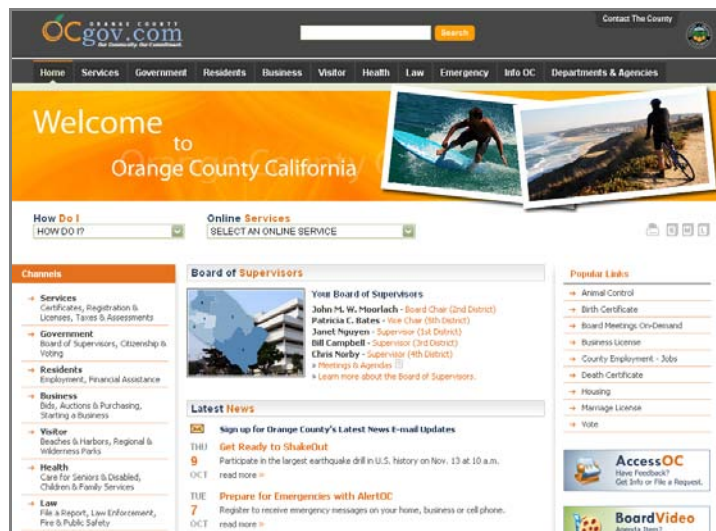 Contact The County
ORANGE COUNTY
OCgov.com
Our Community. Our Commitment.
Search
Home Services Government Residents Business Visitor Health Law Emergency Info OC Departments & Agencies
Welcome
to
Orange County California
How Do I
HOW DO I?
Online Services
SELECT AN ONLINE SERVICE
S M L
Channels
Services
Certificates, Registration &
Licenses, Taxes & Assessments
Government
Board of Supervisors, Citizenship &
Voting
Residents
Employment, Financial Assistance
Business
Bids, Auctions & Purchasing,
Starting a Business
Visitor
Beaches & Harbors, Regional &
Wilderness Parks
Health
Care for Seniors & Disabled,
Children & Family Services
Law
File a Report, Law Enforcement,
Fire & Public Safety
Board of Supervisors
Your Board of Supervisors
John M. W. Moorlach - Board Chair (2nd District)
Patricia C. Bates - Vice Chair (5th District)
Janet Nguyen - Supervisor (1st District)
Bill Campbell - Supervisor (3rd District)
Chris Norby - Supervisor (4th District)
» Meetings & Agendas
» Learn more about the Board of Supervisors.
Latest News
Sign up for Orange County's Latest News E-mail Updates
THU 9 OCT
Get Ready to ShakeOut
Participate in the largest earthquake drill in U.S. history on Nov. 13 at 10 a.m.
read more »
TUE 7 OCT
Prepare for Emergencies with AlertOC
Register to receive emergency messages on your home, business or cell phone.
read more »
Popular Links
Animal Control
Birth Certificate
Board Meetings On-Demand
Business License
County Employment - Jobs
Death Certificate
Housing
Marriage License
Vote
AccessOC
Have Feedback?
Get Info or File a Request.
BoardVideo
Agenda Item?